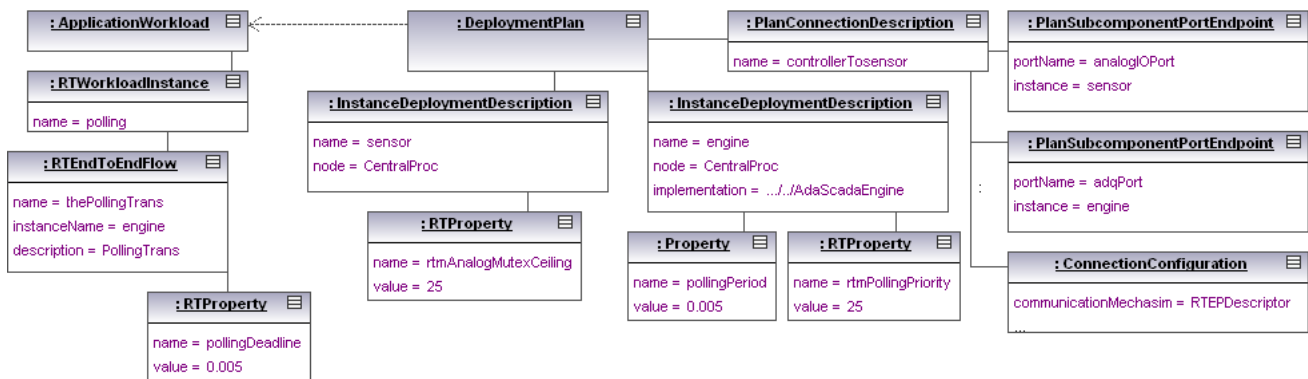 : ApplicationWorkload
: RTWorkloadInstance
name = polling
: RTEndToEndFlow
name = thePollingTrans
instanceName = engine
description = PollingTrans
: RTProperty
name = pollingDeadline
value = 0.005
: DeploymentPlan
: InstanceDeploymentDescription
name = sensor
node = CentralProc
: RTProperty
name = rtmAnalogMutexCeiling
value = 25
: InstanceDeploymentDescription
name = engine
node = CentralProc
implementation = .../../AdaScadaEngine
: Property
name = pollingPeriod
value = 0.005
: RTProperty
name = rtmPollingPriority
value = 25
: PlanConnectionDescription
name = controllerTosensor
:
: PlanSubcomponentPortEndpoint
portName = analogIOPort
instance = sensor
: PlanSubcomponentPortEndpoint
portName = adqPort
instance = engine
: ConnectionConfiguration
communicationMechasim = RTEPDescriptor
...